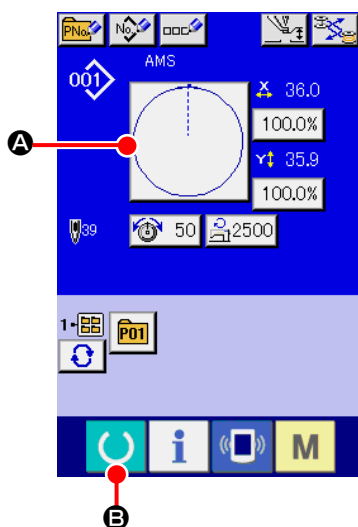 PNo. No.
AMS
001
X 36.0
A
100.0%
Y 35.9
100.0%
39 50 2500
1- P01
i M
B